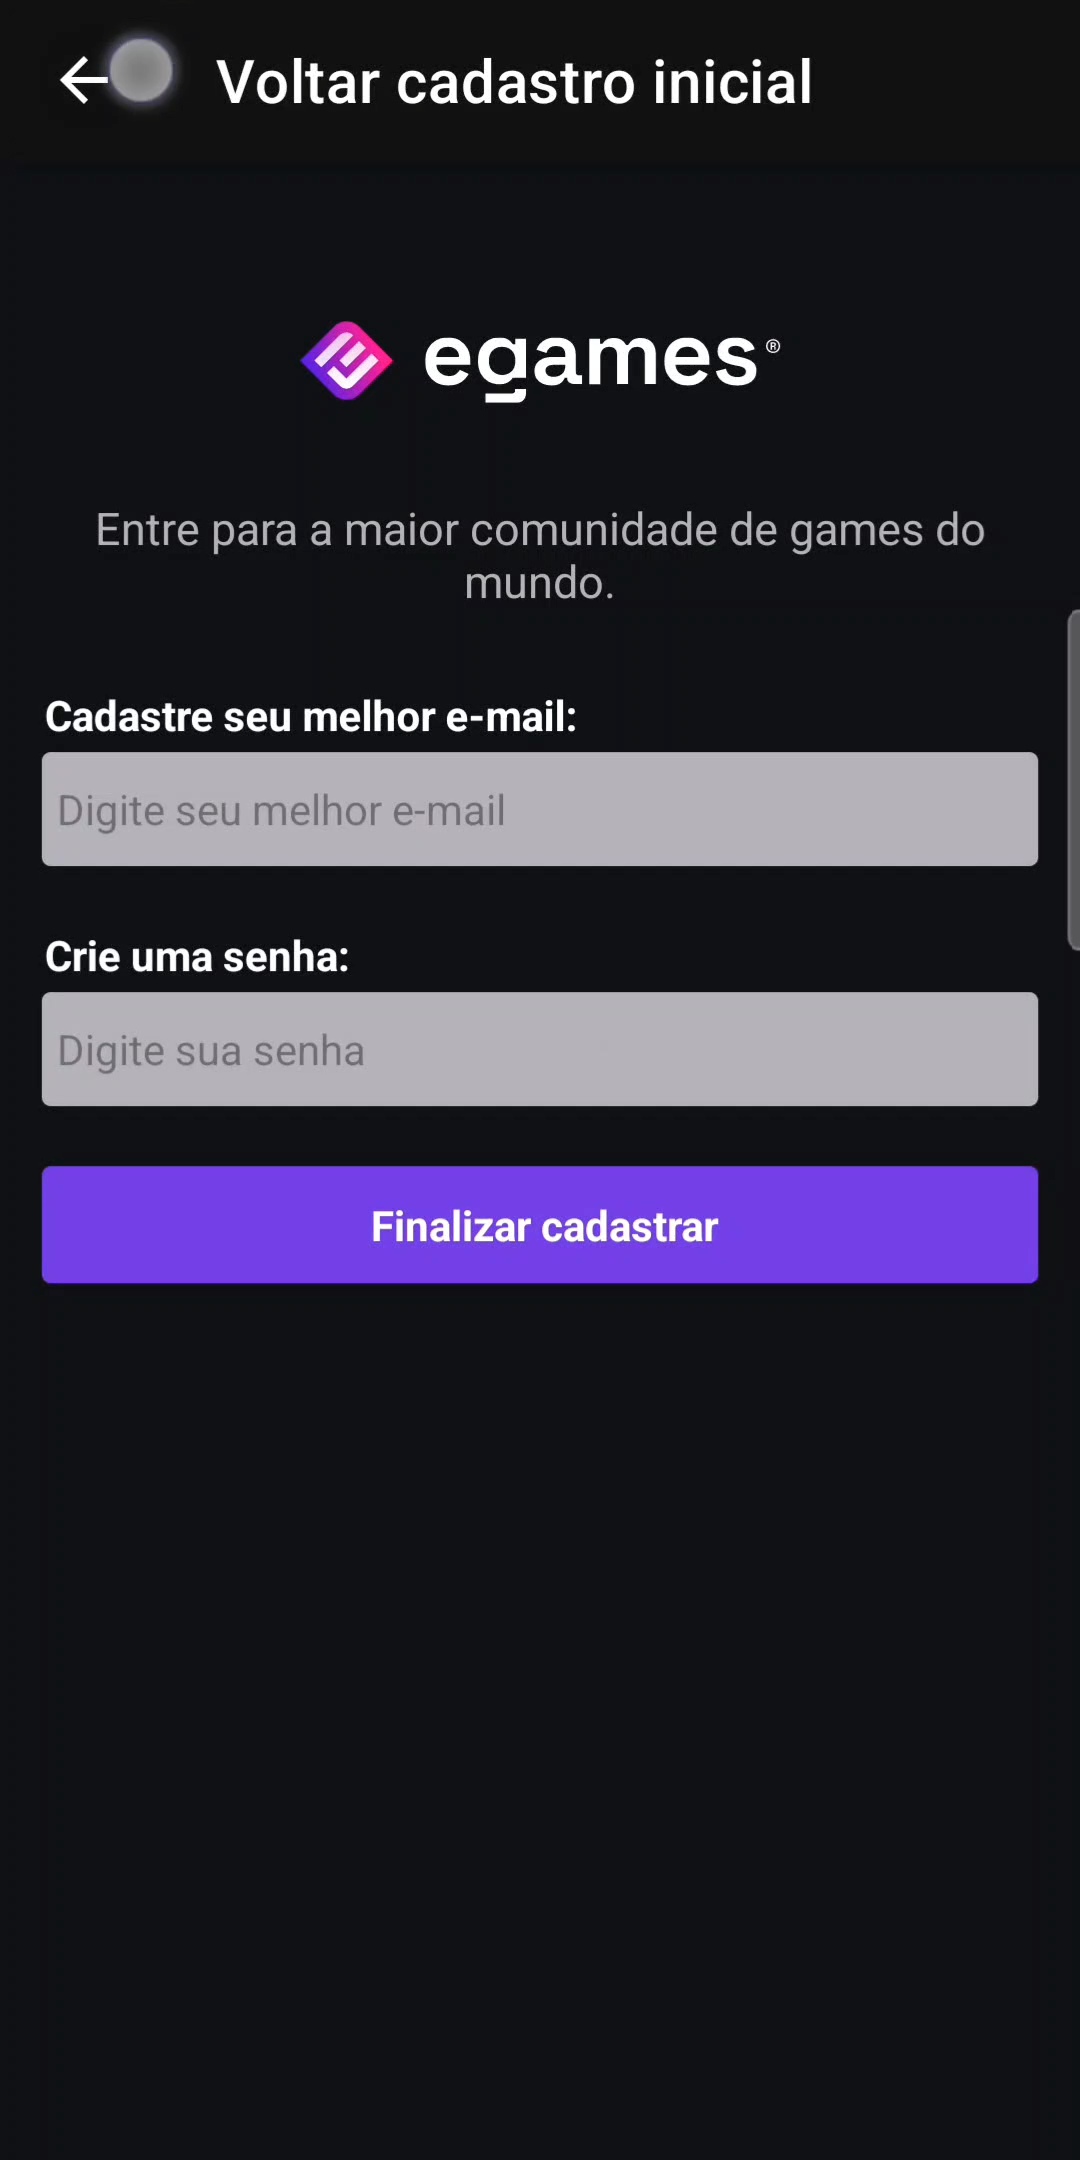 Voltar cadastro inicial
egames®
Entre para a maior comunidade de games do
mundo.
Cadastre seu melhor e-mail:
Digite seu melhor e-mail
Crie uma senha:
Digite sua senha
Finalizar cadastrar